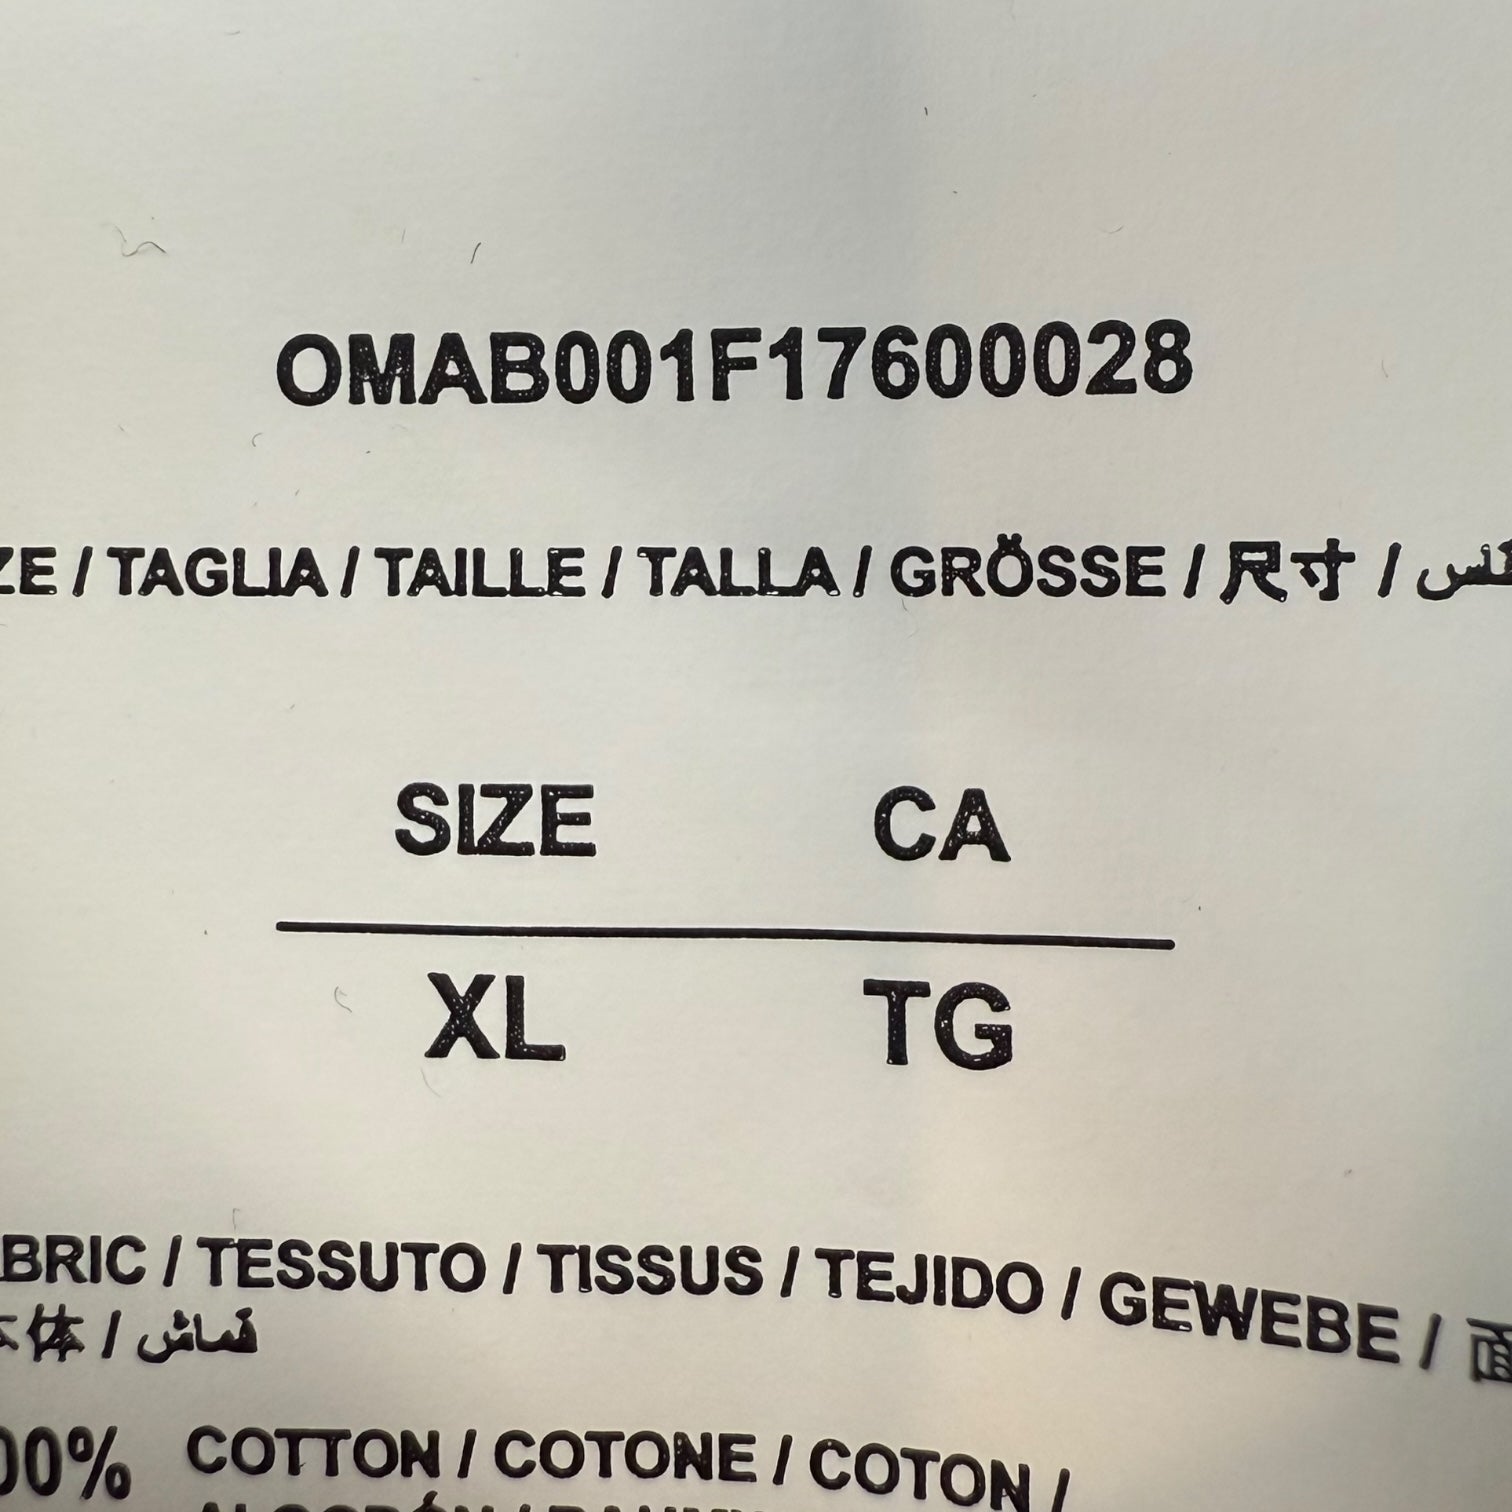 OMAB001F17600028
ZE / TAGLIA / TAILLE / TALLA / GRÖSSE / 尺寸 /
SIZE CA
XL TG
BRIC / TESSUTO / TISSUS / TEJIDO / GEWEBE / 面
体 / قماش
00% COTTON / COTONE / COTON /